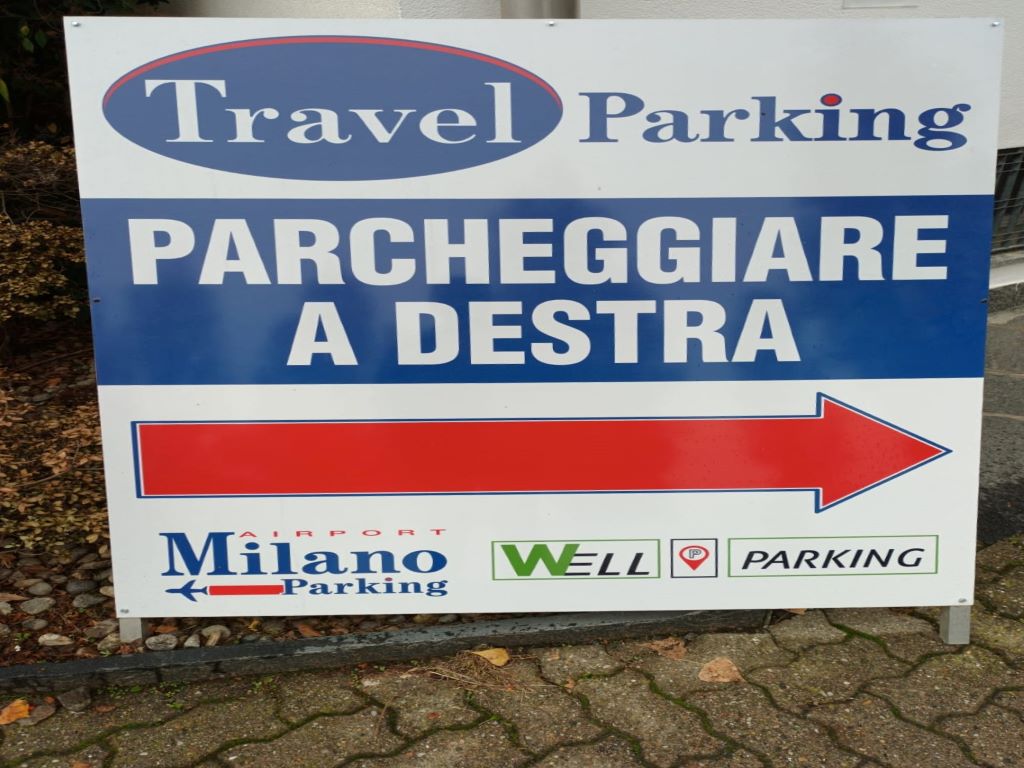 Travel Parking
PARCHEGGIARE
A DESTRA
AIRPORT
Milano
Parking
WELL P PARKING